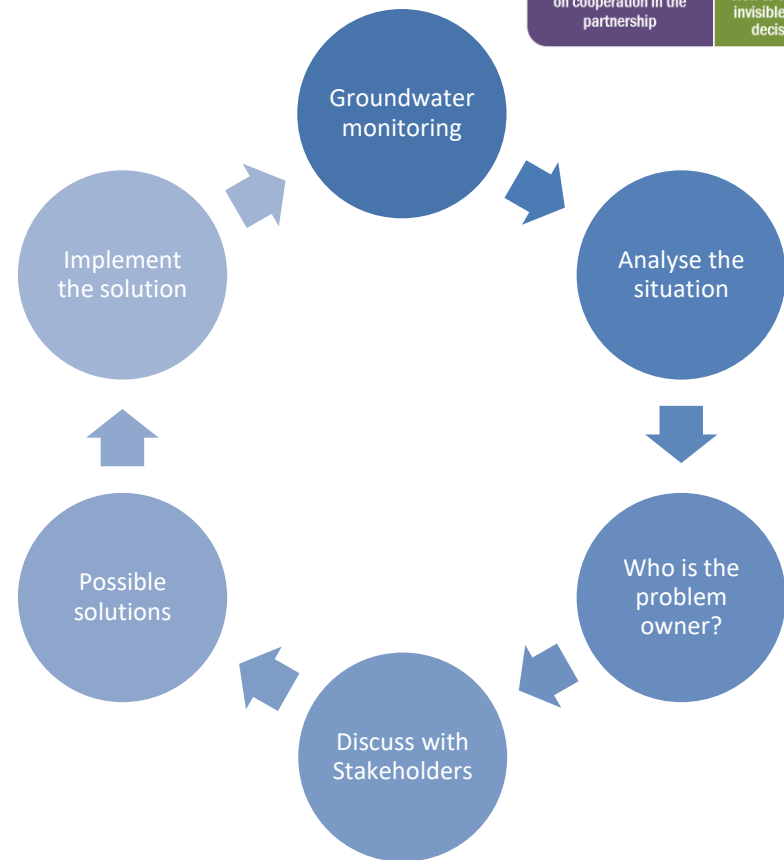 on cooperation in the
partnership
invisible
decis
Groundwater
monitoring
Analyse the
situation
Who is the
problem
owner?
Discuss with
Stakeholders
Possible
solutions
Implement
the solution